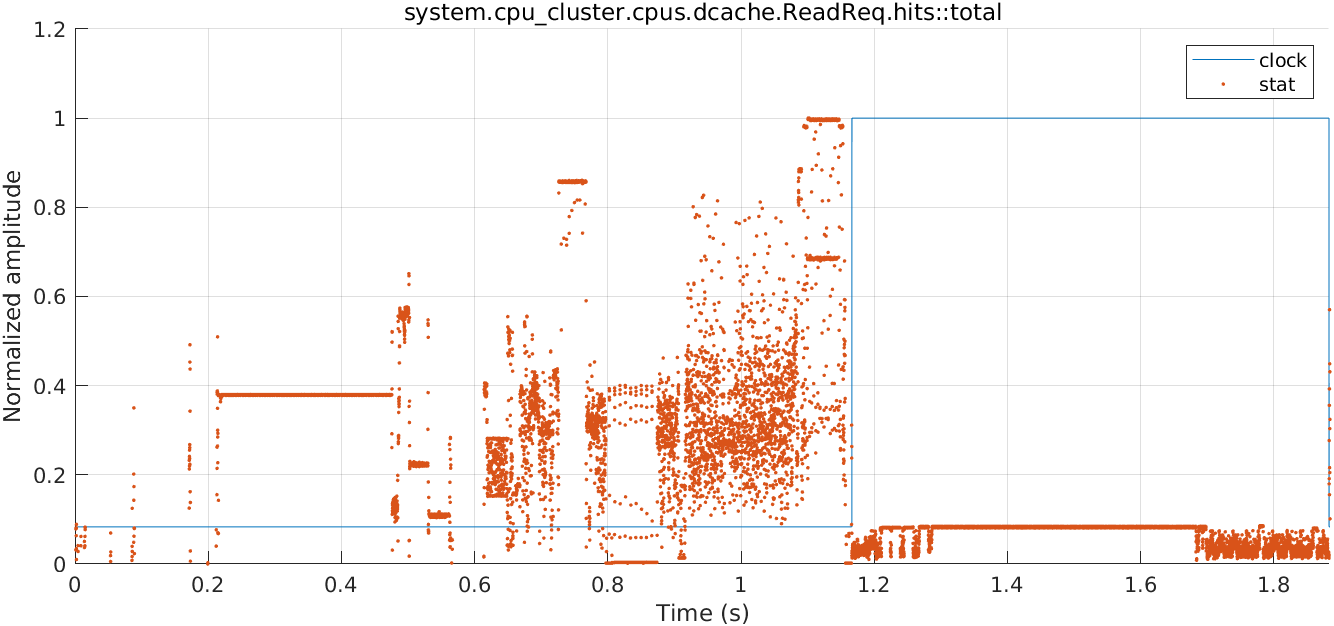 system.cpu_cluster.cpus.dcache.ReadReq.hits::total
1.2
1
0.8
0.6
0.4
0.2
0
Normalized amplitude
clock
stat
0 0.2 0.4 0.6 0.8 1 1.2 1.4 1.6 1.8
Time (s)